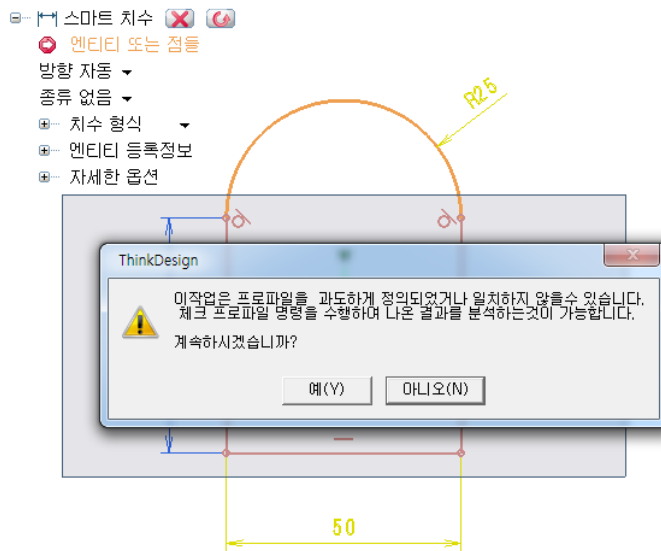 스마트 치수
엔티티 또는 점들
방향 자동
종류 없음
치수 형식
엔티티 등록정보
자세한 옵션
R25
ThinkDesign
이작업은 프로파일을 과도하게 정의되었거나 일치하지 않을수 있습니다.
체크 프로파일 명령을 수행하여 나온 결과를 분석하는것이 가능합니다.
계속하시겠습니까?
예(Y)
아니오(N)
50